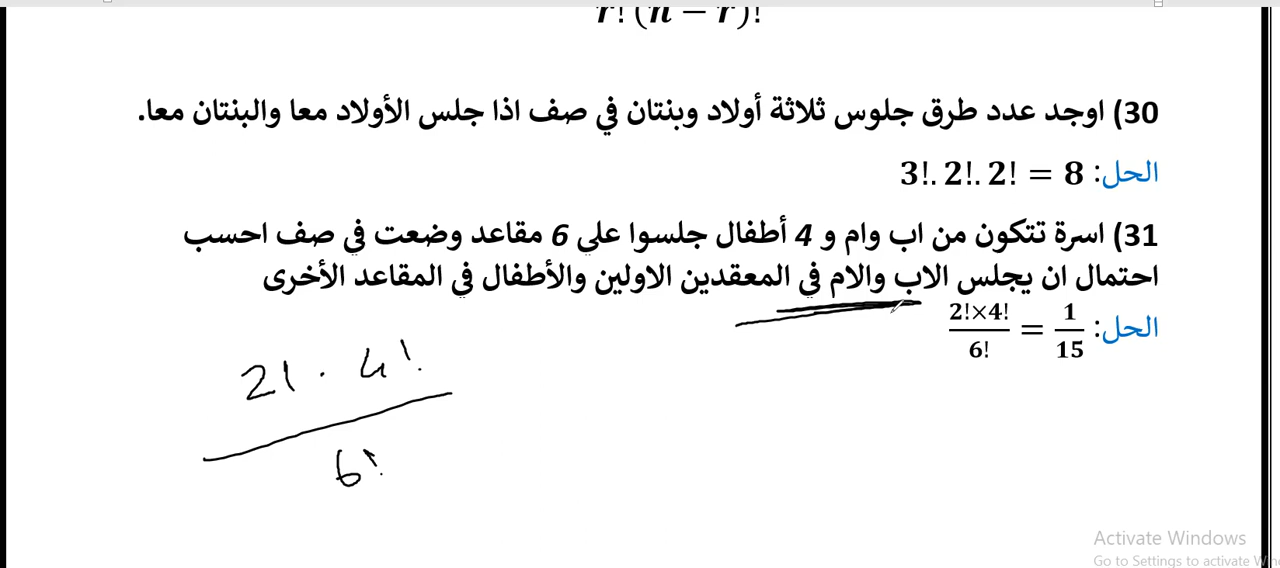 r! (n − r)!
30) اوجد عدد طرق جلوس ثلاثة أولاد وبنتان في صف اذا جلس الأولاد معا والبنتان معا.
الحل: 3!. 2!. 2! = 8
31) اسرة تتكون من اب وام و 4 أطفال جلسوا علي 6 مقاعد وضعت في صف احسب
احتمال ان يجلس الاب والام في المعقدين الاولين والأطفال في المقاعد الأخرى
الحل: 2!×4!/6! = 1/15
2! . 4!
6!
Activate Windows
Go to Settings to activate Win